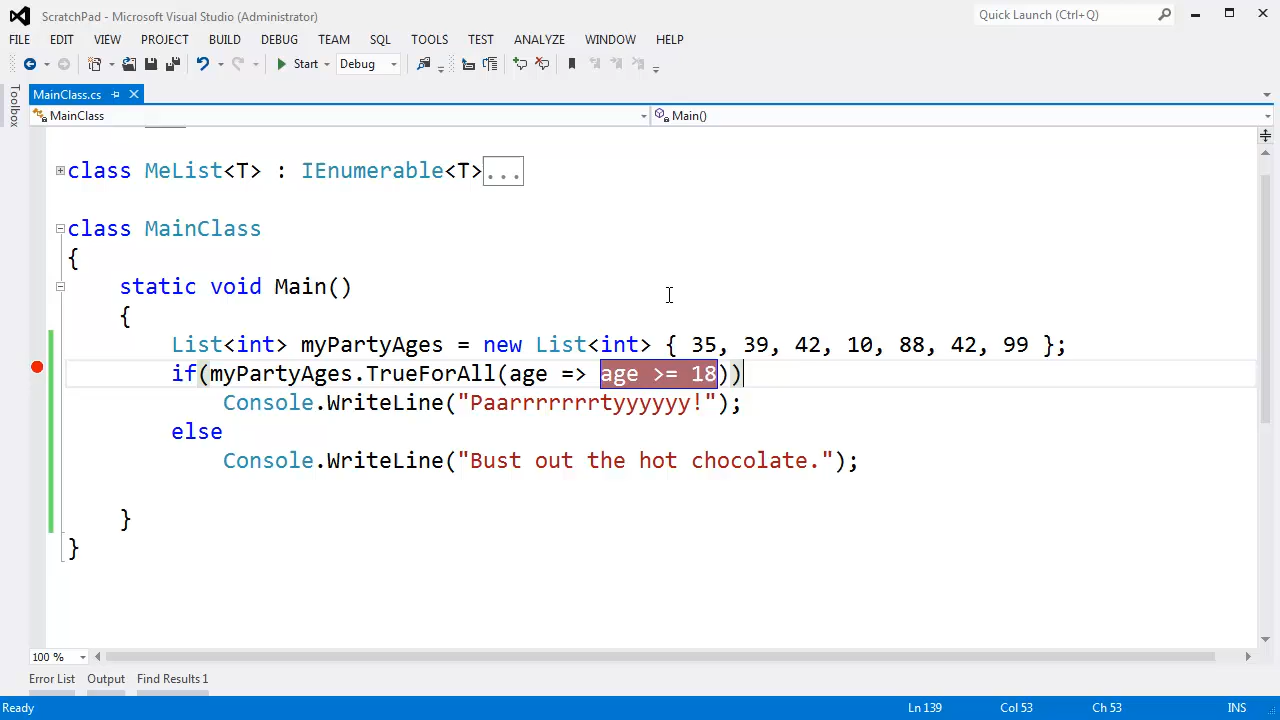 ScratchPad - Microsoft Visual Studio (Administrator)
Quick Launch (Ctrl+Q)
FILE EDIT VIEW PROJECT BUILD DEBUG TEAM SQL TOOLS TEST ANALYZE WINDOW HELP
Start Debug
Toolbox
MainClass.cs
MainClass Main()
class MeList<T> : IEnumerable<T>...
class MainClass
{
static void Main()
{
List<int> myPartyAges = new List<int> { 35, 39, 42, 10, 88, 42, 99 };
if(myPartyAges.TrueForAll(age => age >= 18))
Console.WriteLine("Paarrrrrrrtyyyyyy!");
else
Console.WriteLine("Bust out the hot chocolate.");
}
}
100 %
Error List Output Find Results 1
Ready Ln 139 Col 53 Ch 53 INS